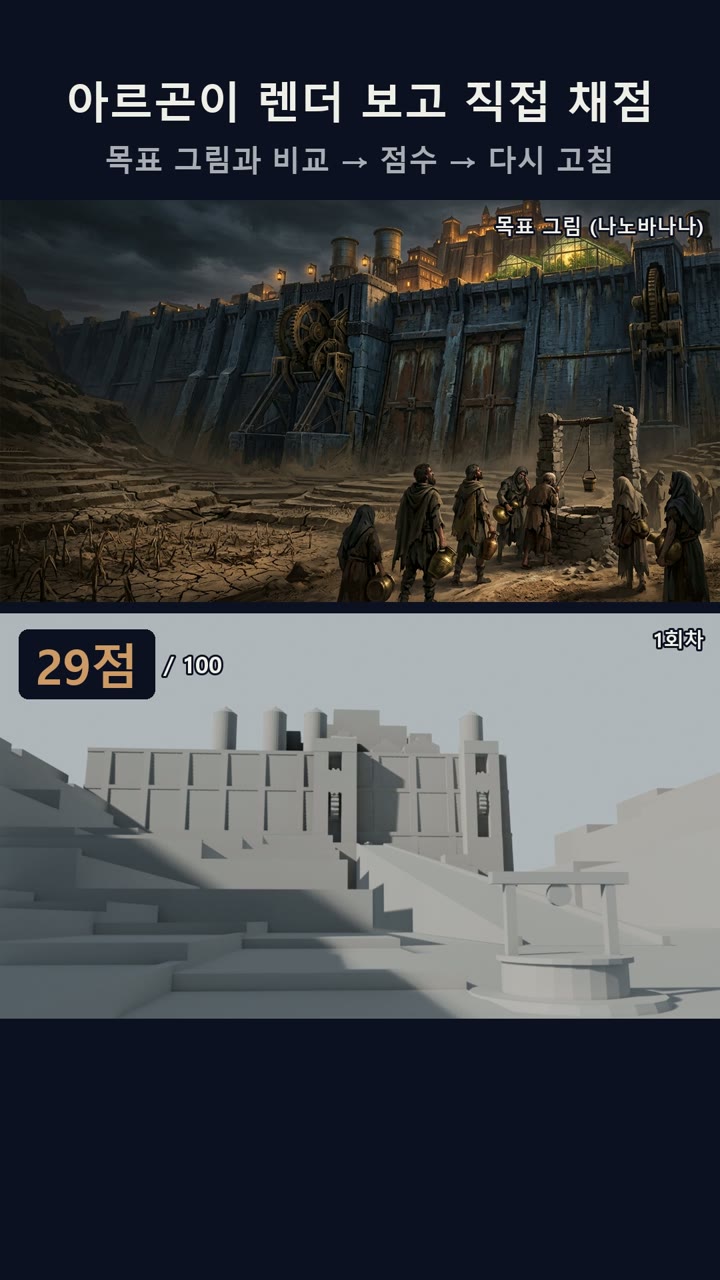 아르곤이 렌더 보고 직접 채점
목표 그림과 비교 → 점수 → 다시 고침
목표 그림 (나노바나나)
29점 / 100
1회차